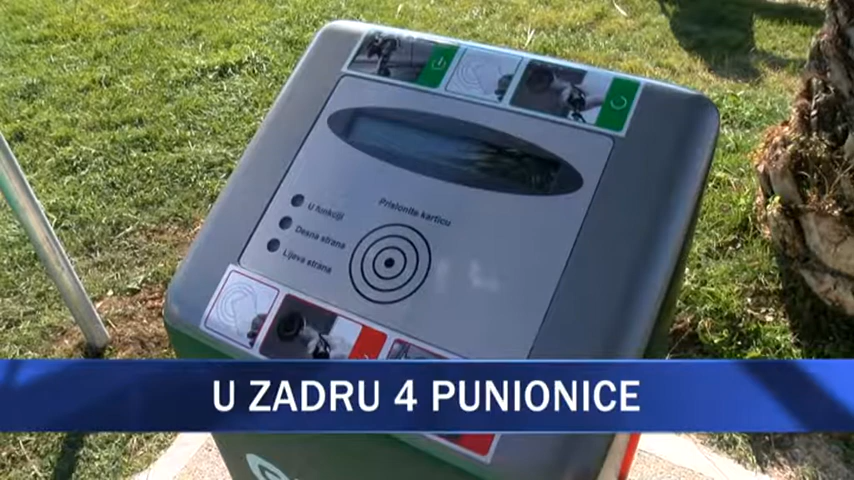 U funkciji
Prislonite karticu
Desna strana
Lijeva strana
U ZADRU 4 PUNIONICE